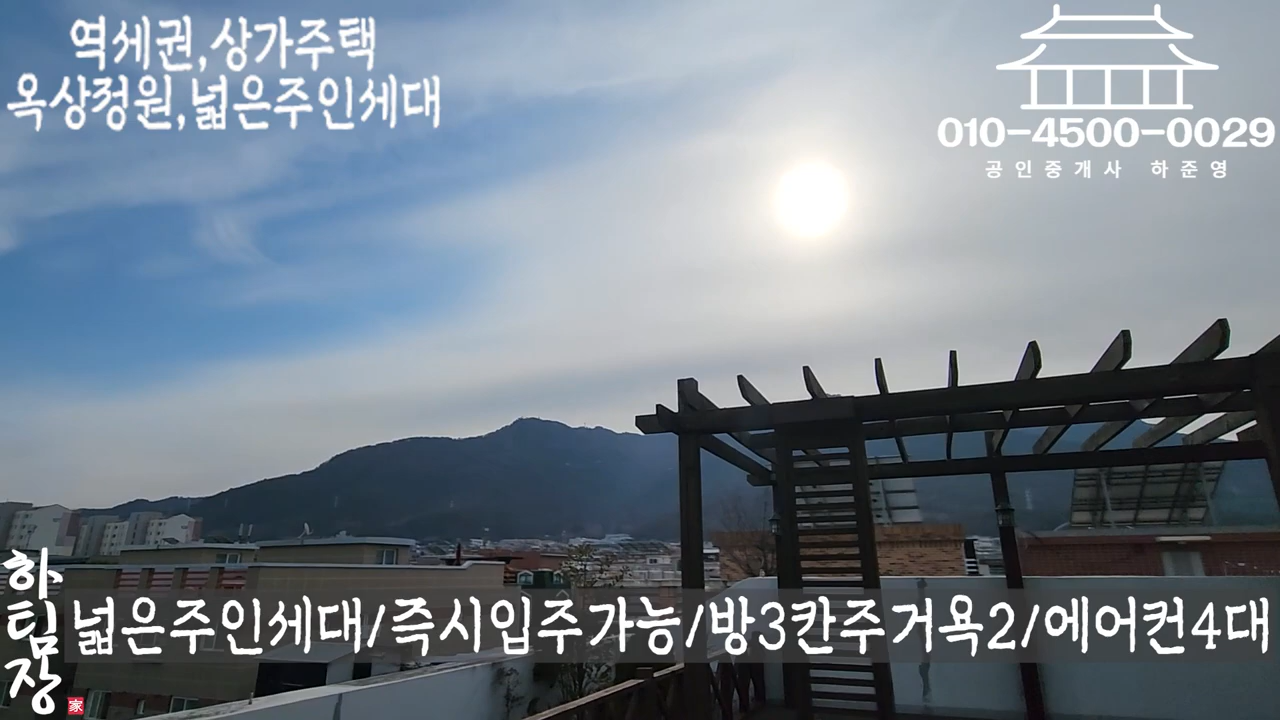 역세권,상가주택
옥상정원,넓은주인세대
010-4500-0029
공인중개사 하준영
하팀장
家
넓은주인세대/즉시입주가능/방3칸주거욕2/에어컨4대